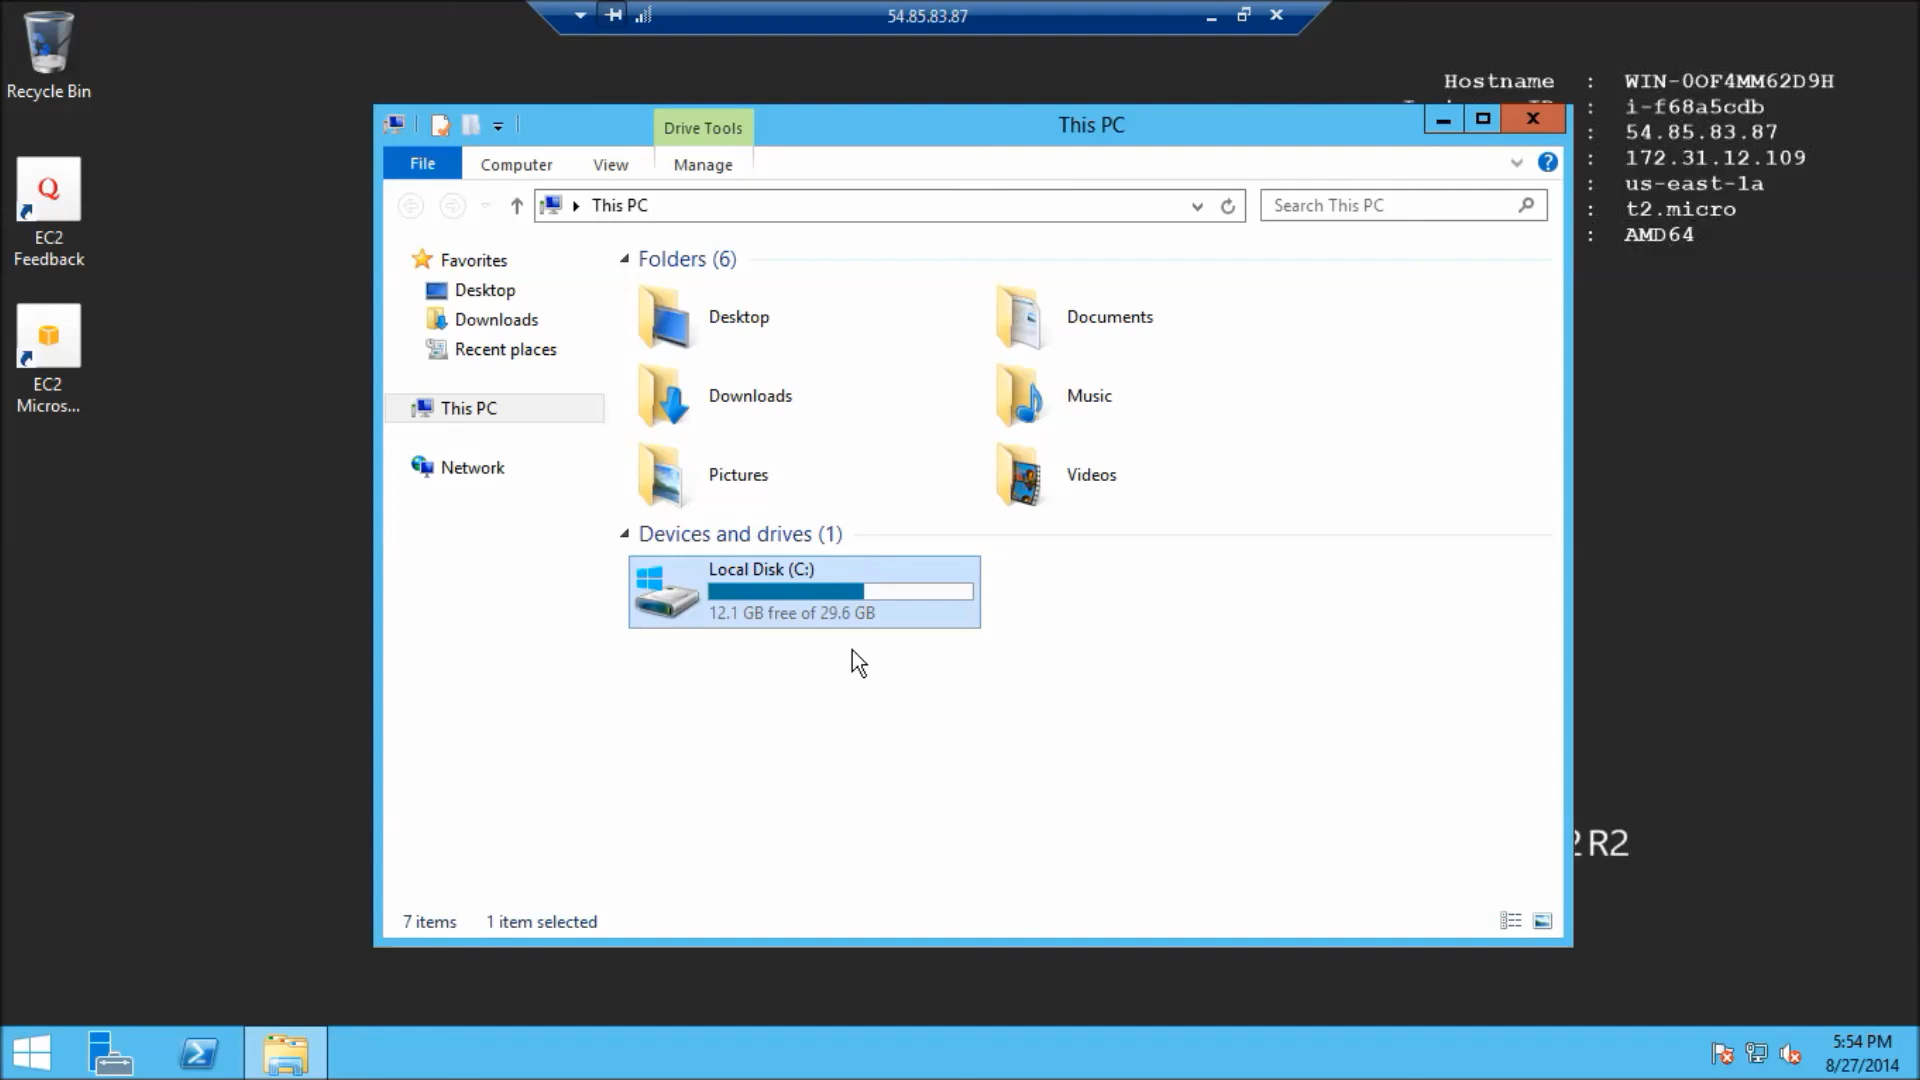 54.85.83.87
Recycle Bin
EC2
Feedback
EC2
Micros...
Hostname : WIN-0OF4MM62D9H
: i-f68a5cdb
: 54.85.83.87
: 172.31.12.109
: us-east-1a
: t2.micro
: AMD64
Drive Tools
This PC
File
Computer
View
Manage
This PC
Search This PC
Favorites
Desktop
Downloads
Recent places
This PC
Network
Folders (6)
Desktop
Documents
Downloads
Music
Pictures
Videos
Devices and drives (1)
Local Disk (C:)
12.1 GB free of 29.6 GB
R2
7 items
1 item selected
5:54 PM
8/27/2014